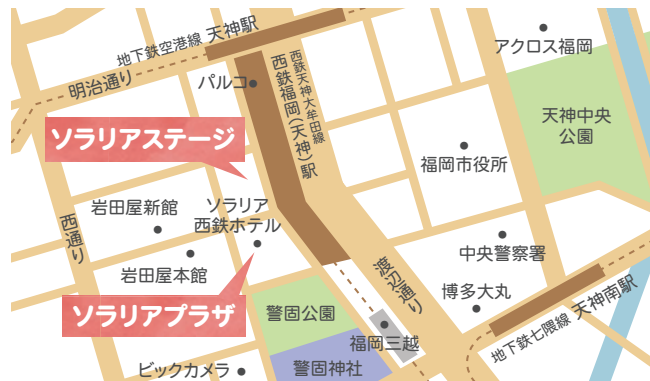 地下鉄空港線 天神駅
明治通り
パルコ
西鉄天神大牟田線
西鉄福岡(天神)駅
アクロス福岡
天神中央
公園
ソラリアステージ
福岡市役所
岩田屋新館
ソラリア
西鉄ホテル
西通り
岩田屋本館
中央警察署
渡辺通り
博多大丸
ソラリアプラザ
警固公園
地下鉄七隈線 天神南駅
福岡三越
ビックカメラ
警固神社